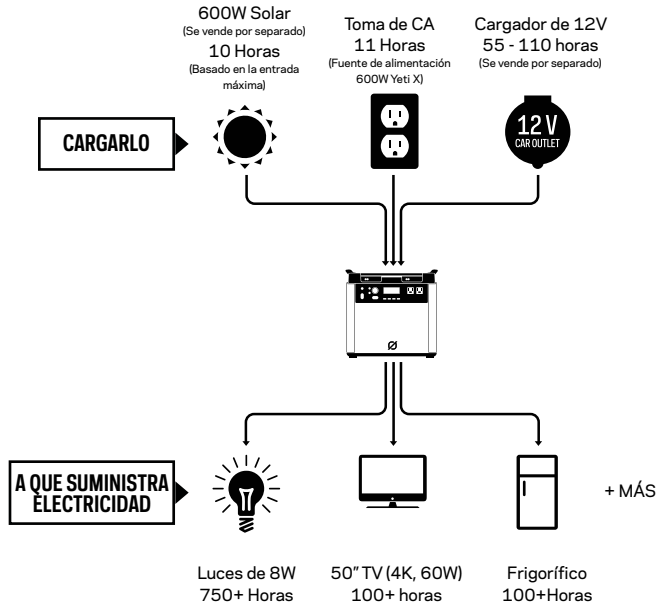 600W Solar
(Se vende por separado)
10 Horas
(Basado en la entrada
máxima)
Toma de CA
11 Horas
(Fuente de alimentación
600W Yeti X)
Cargador de 12V
55 - 110 horas
(Se vende por separado)
CARGARLO
12 V
CAR OUTLET
A QUE SUMINISTRA
ELECTRICIDAD
+ MÁS
Luces de 8W
750+ Horas
50” TV (4K, 60W)
100+ horas
Frigorífico
100+Horas